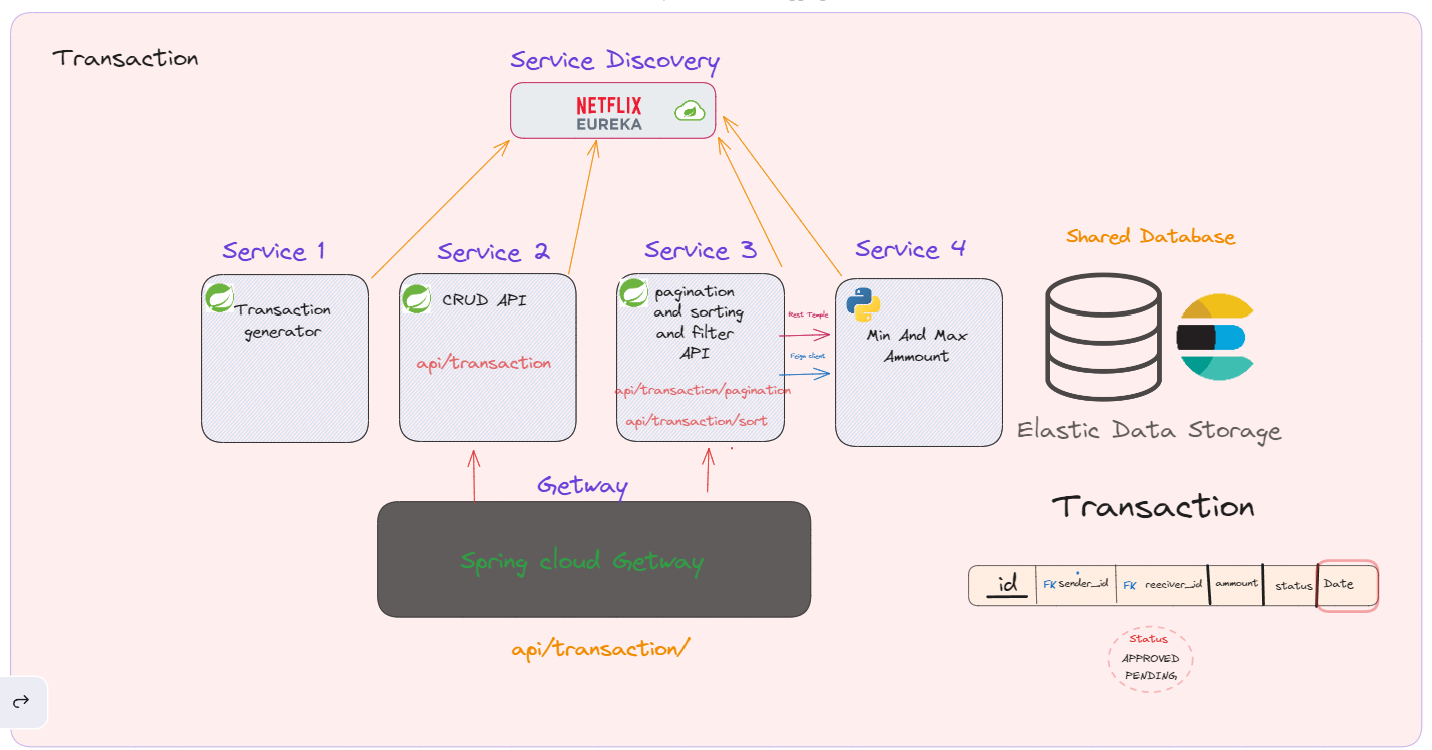 Transaction
Service Discovery
NETFLIX
EUREKA
Service 1
Service 2
Service 3
Service 4
Shared Database
Transaction
generator
CRUD API
api/transaction
pagination
and sorting
and filter
API
api/transaction/pagination
api/transaction/sort
Rest Temple
Feign client
Min And Max
Ammount
Elastic Data Storage
Getway
Spring cloud Getway
api/transaction/
Transaction
id
FK sender_id
FK reeciver_id
ammount
status
Date
Status
APPROVED
PENDING